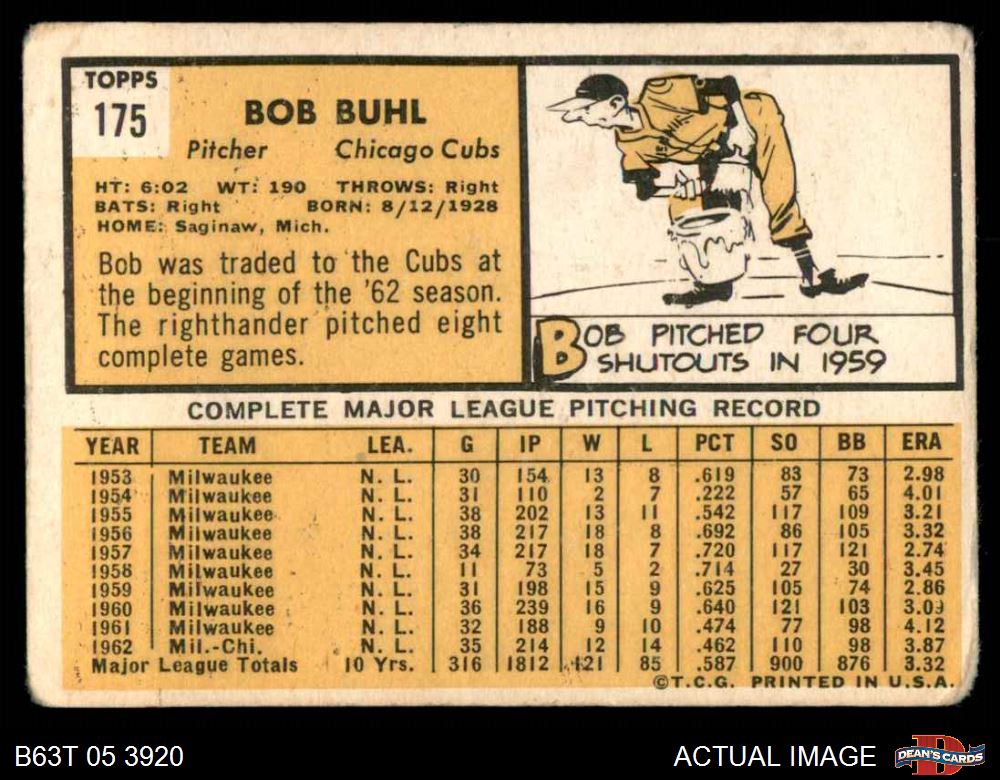 TOPPS
175
BOB BUHL
Pitcher Chicago Cubs
HT: 6:02 WT: 190 THROWS: Right
BATS: Right BORN: 8/12/1928
HOME: Saginaw, Mich.
Bob was traded to the Cubs at
the beginning of the '62 season.
The righthander pitched eight
complete games.
BOB PITCHED FOUR
SHUTOUTS IN 1959
COMPLETE MAJOR LEAGUE PITCHING RECORD
YEAR TEAM LEA. G IP W L PCT SO BB ERA
1953 Milwaukee N. L. 30 154 13 8 .619 83 73 2.98
1954 Milwaukee N. L. 31 110 2 7 .222 57 65 4.01
1955 Milwaukee N. L. 38 202 13 11 .542 117 109 3.21
1956 Milwaukee N. L. 38 217 18 8 .692 86 105 3.32
1957 Milwaukee N. L. 34 217 18 7 .720 117 121 2.74
1958 Milwaukee N. L. 11 73 5 2 .714 27 30 3.45
1959 Milwaukee N. L. 31 198 15 9 .625 105 74 2.86
1960 Milwaukee N. L. 36 239 16 9 .640 121 103 3.09
1961 Milwaukee N. L. 32 188 9 10 .474 77 98 4.12
1962 Mil.-Chi. N. L. 35 214 12 14 .462 110 98 3.87
Major League Totals 10 Yrs. 316 1812 121 85 .587 900 876 3.32
©T.C.G. PRINTED IN U.S.A.
B63T 05 3920 ACTUAL IMAGE DEAN'S CARDS